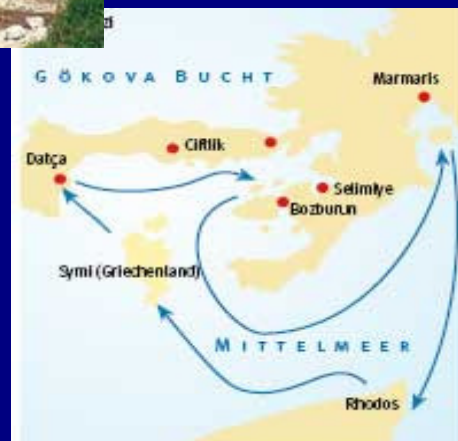 GÖKOVA BUCHT
Marmaris
Ciftlik
Datça
Selimiye
Bozburun
Symi (Griechenland)
MITTELMEER
Rhodos